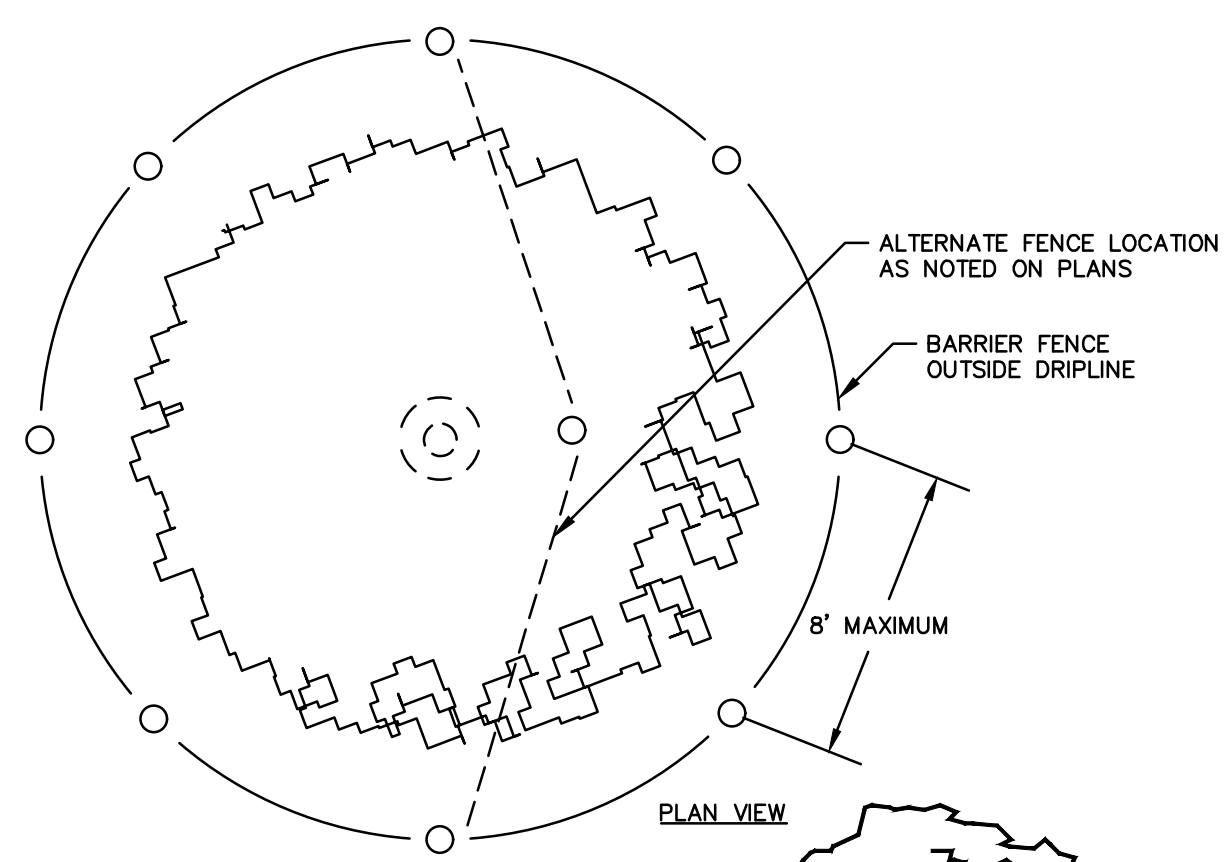 ALTERNATE FENCE LOCATION
AS NOTED ON PLANS
BARRIER FENCE
OUTSIDE DRIPLINE
8' MAXIMUM
PLAN VIEW